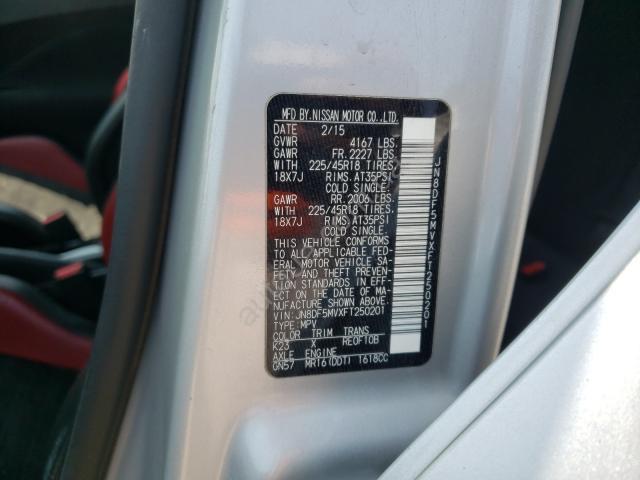 MFD BY.NISSAN MOTOR CO.,LTD.
DATE 2/15
GVWR 4167 LBS.
GAWR FR. 2227 LBS.
WITH 225/45R18 TIRES.
18X7J RIMS. AT35PSI
COLD SINGLE.
GAWR RR. 2006 LBS.
WITH 225/45R18 TIRES.
18X7J RIMS. AT35PSI
COLD SINGLE.
THIS VEHICLE CONFORMS
TO ALL APPLICABLE FED-
ERAL MOTOR VEHICLE SA-
FETY AND THEFT PREVEN-
TION STANDARDS IN EFF-
ECT ON THE DATE OF MA-
NUFACTURE SHOWN ABOVE.
VIN: JN8DF5MVXFT250201
TYPE: MPV
COLOR TRIM TRANS
K23 X RE0F10B
AXLE ENGINE
GN57 MR16(DDT) 1618CC
JN8DF5MVXFT250201